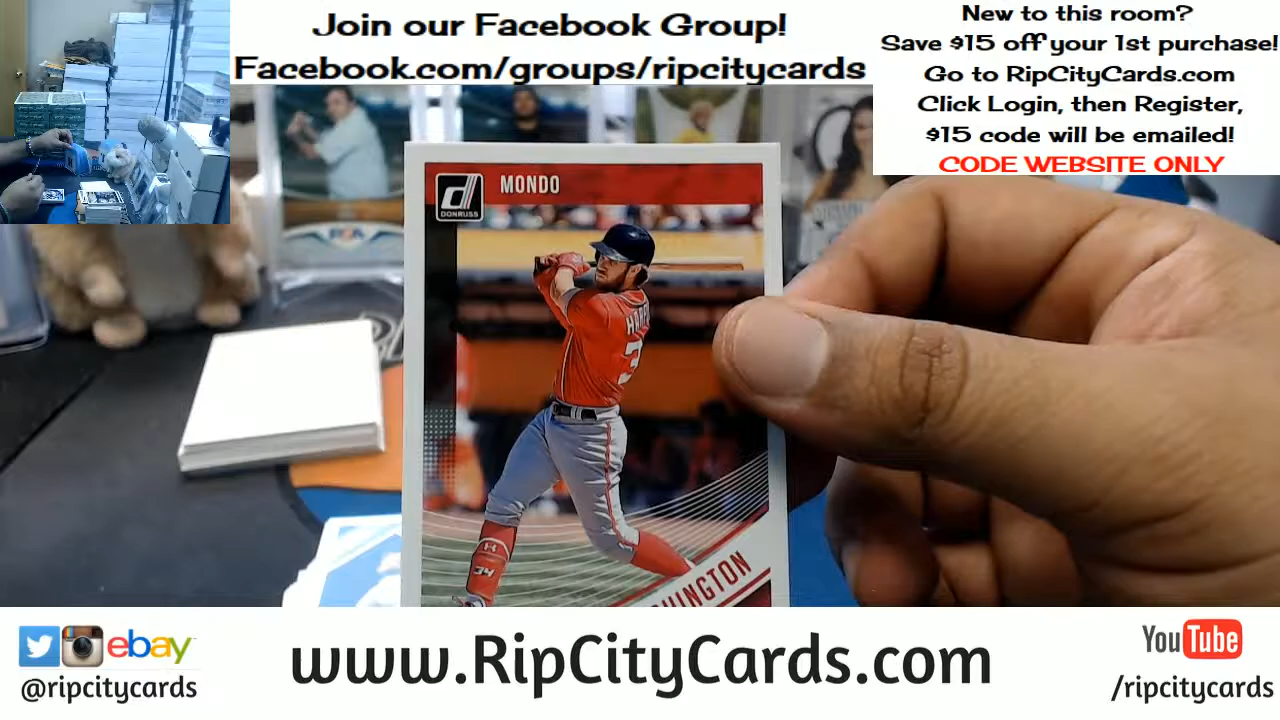 Join our Facebook Group!
Facebook.com/groups/ripcitycards
New to this room?
Save $15 off your 1st purchase!
Go to RipCityCards.com
Click Login, then Register,
$15 code will be emailed!
CODE WEBSITE ONLY
DONRUSS
MONDO
34
ebay
@ripcitycards
www.RipCityCards.com
YouTube
/ripcitycards